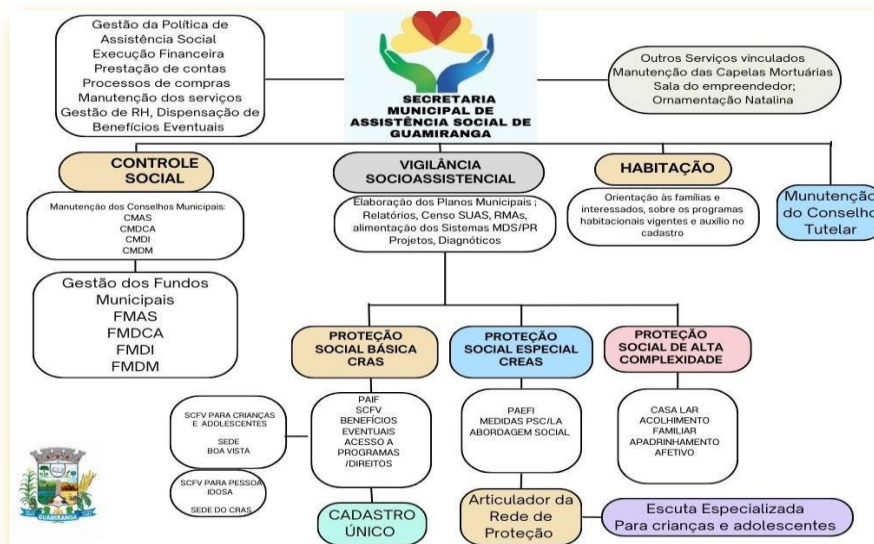 Gestão da Política de
Assistência Social
Execução Financeira
Prestação de contas
Processos de compras
Manutenção dos serviços
Gestão de RH, Dispensação de
Benefícios Eventuais
SECRETARIA
MUNICIPAL DE
ASSISTÊNCIA SOCIAL DE
GUAMIRANGA
Outros Serviços vinculados
Manutenção das Capelas Mortuárias
Sala do empreendedor;
Ornamentação Natalina
CONTROLE
SOCIAL
VIGILÂNCIA
SOCIOASSISTENCIAL
HABITAÇÃO
Munutenção
do Conselho
Tutelar
Manutenção dos Conselhos Municipais:
CMAS
CMDCA
CMDI
CMDM
Elaboração dos Planos Municipais ;
Relatórios, Censo SUAS, RMAs,
alimentação dos Sistemas MDS/PR
Projetos, Diagnósticos
Orientação às famílias e
interessados, sobre os programas
habitacionais vigentes e auxílio no
cadastro
Gestão dos Fundos
Municipais
FMAS
FMDCA
FMDI
FMDM
PROTEÇÃO
SOCIAL BÁSICA
CRAS
PROTEÇÃO
SOCIAL ESPECIAL
CREAS
PROTEÇÃO
SOCIAL DE ALTA
COMPLEXIDADE
SCFV PARA CRIANÇAS
E ADOLESCENTES
SEDE
BOA VISTA
PAIF
SCFV
BENEFÍCIOS
EVENTUAIS
ACESSO A
PROGRAMAS
/DIREITOS
PAEFI
MEDIDAS PSC/LA
ABORDAGEM SOCIAL
CASA LAR
ACOLHIMENTO
FAMILIAR
APADRINHAMENTO
AFETIVO
SCFV PARA PESSOA
IDOSA
SEDE DO CRAS
CADASTRO
ÚNICO
Articulador da
Rede de
Proteção
Escuta Especializada
Para crianças e adolescentes
GUAMIRANGA